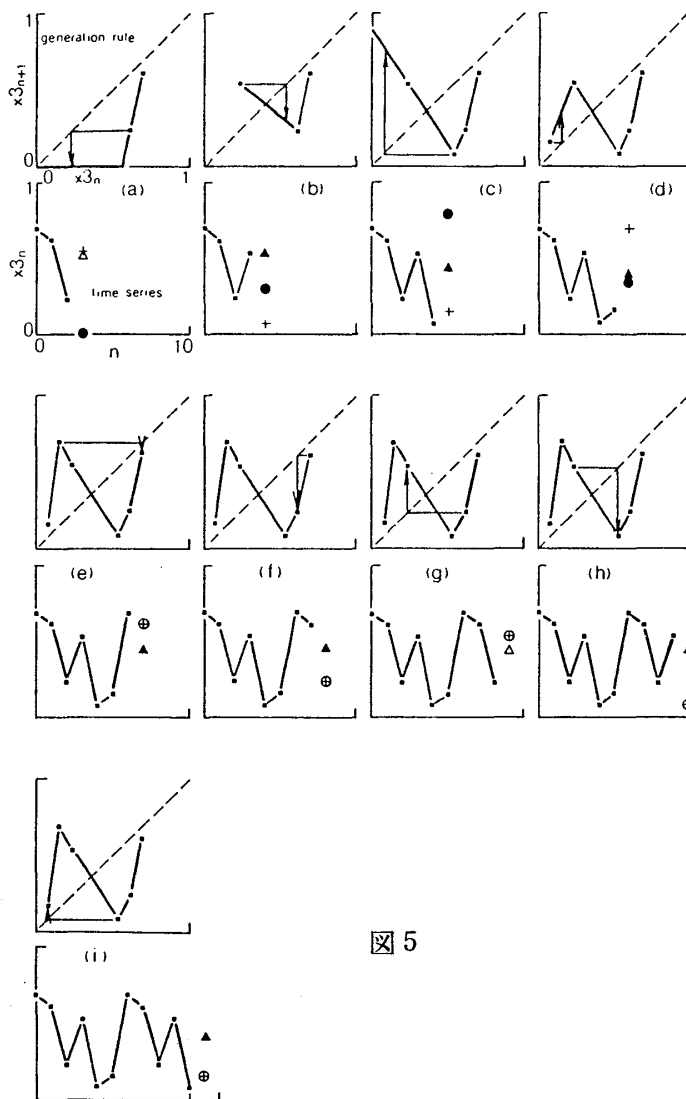 1
generation rule
x3n+1
0
0
x3n
1
(a)
(b)
(c)
(d)
1
x3n
time series
0
0
n
10
(e)
(f)
(g)
(h)
(i)
図 5